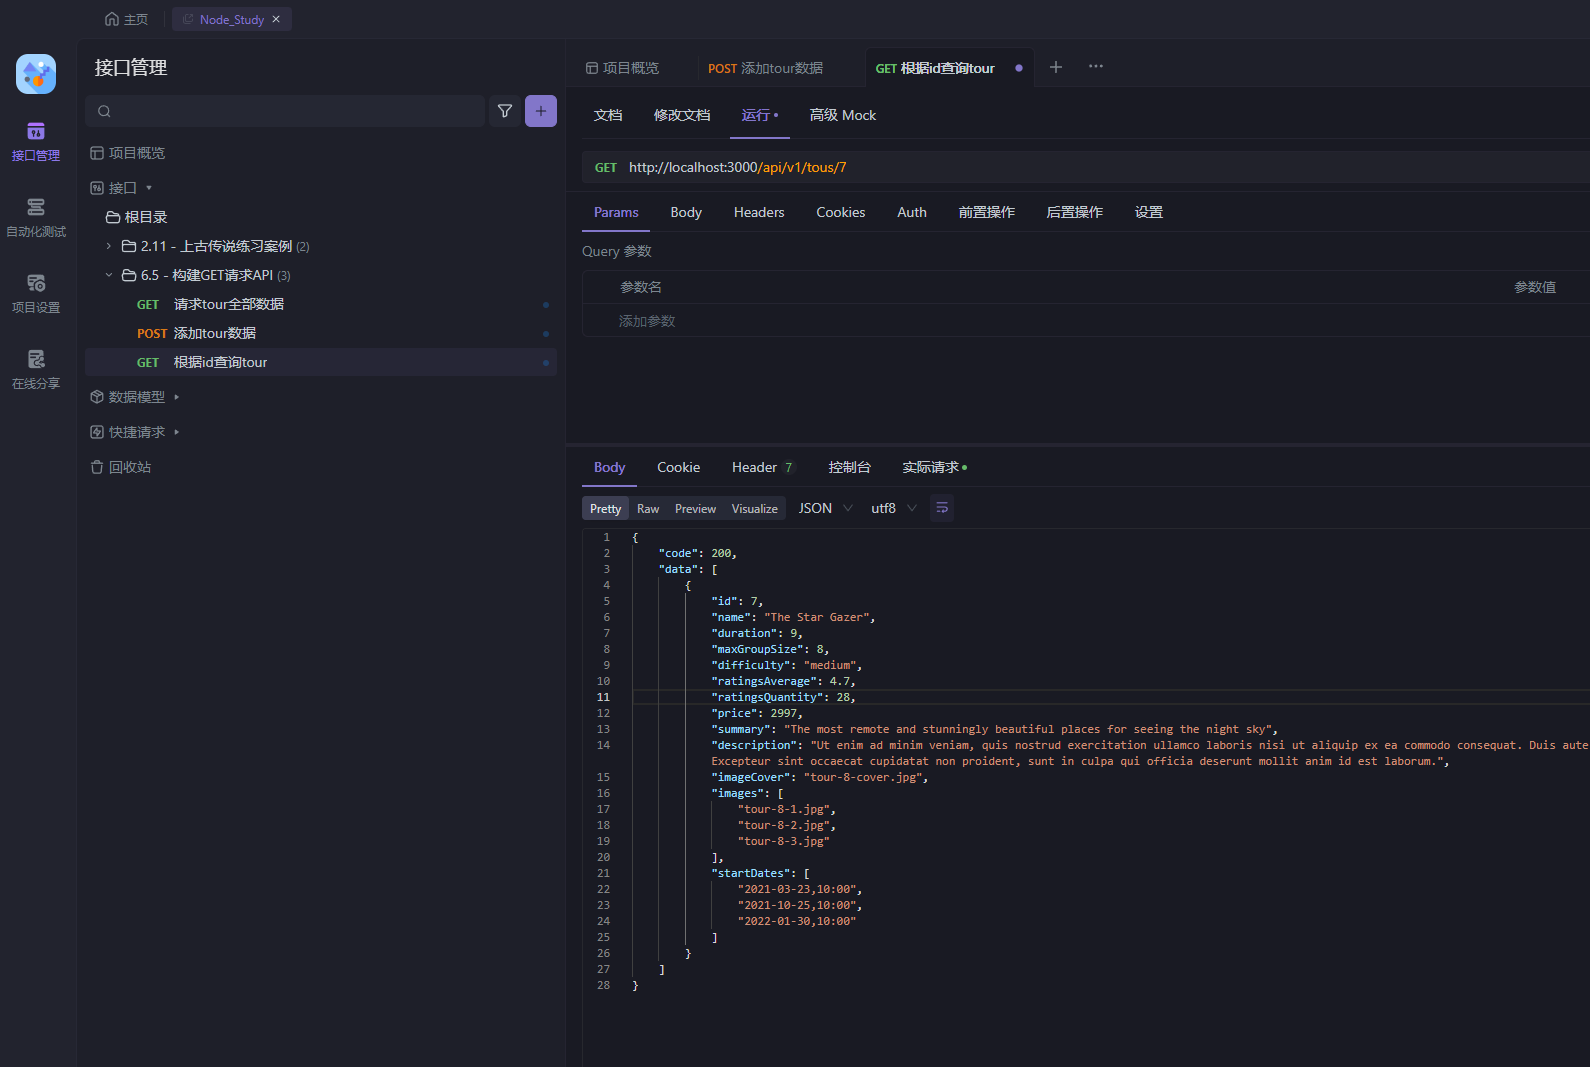 主页
Node_Study
接口管理
自动化测试
项目设置
在线分享
接口管理
项目概览
接口
根目录
2.11 - 上古传说练习案例 (2)
6.5 - 构建GET请求API (3)
GET 请求tour全部数据
POST 添加tour数据
GET 根据id查询tour
数据模型
快捷请求
回收站
项目概览
POST 添加tour数据
GET 根据id查询tour
文档 修改文档 运行 高级 Mock
GET http://localhost:3000/api/v1/tous/7
Params Body Headers Cookies Auth 前置操作 后置操作 设置
Query 参数
参数名 参数值
添加参数
Body Cookie Header 7 控制台 实际请求
Pretty Raw Preview Visualize JSON utf8
1 {
2 "code": 200,
3 "data": [
4 {
5 "id": 7,
6 "name": "The Star Gazer",
7 "duration": 9,
8 "maxGroupSize": 8,
9 "difficulty": "medium",
10 "ratingsAverage": 4.7,
11 "ratingsQuantity": 28,
12 "price": 2997,
13 "summary": "The most remote and stunningly beautiful places for seeing the night sky",
14 "description": "Ut enim ad minim veniam, quis nostrud exercitation ullamco laboris nisi ut aliquip ex ea commodo consequat. Duis aute
Excepteur sint occaecat cupidatat non proident, sunt in culpa qui officia deserunt mollit anim id est laborum.",
15 "imageCover": "tour-8-cover.jpg",
16 "images": [
17 "tour-8-1.jpg",
18 "tour-8-2.jpg",
19 "tour-8-3.jpg"
20 ],
21 "startDates": [
22 "2021-03-23,10:00",
23 "2021-10-25,10:00",
24 "2022-01-30,10:00"
25 ]
26 }
27 ]
28 }